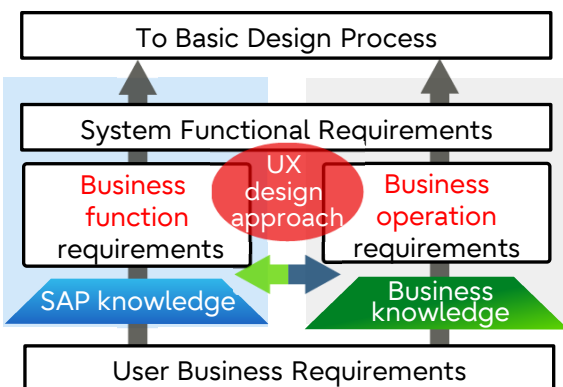 To Basic Design Process
System Functional Requirements
Business
function
requirements
UX
design
approach
Business
operation
requirements
SAP knowledge
Business
knowledge
User Business Requirements